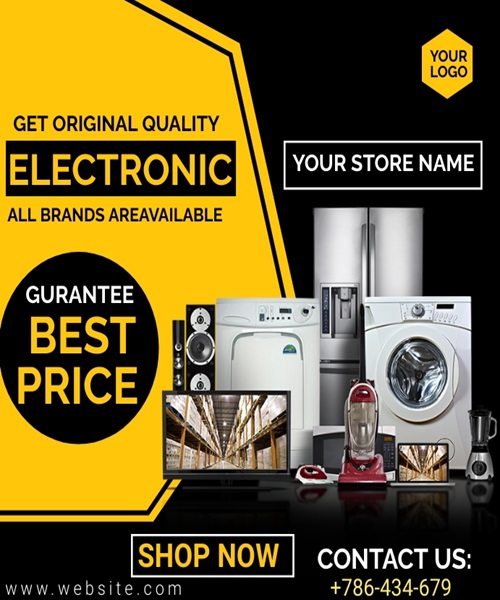 YOUR
LOGO
GET ORIGINAL QUALITY
ELECTRONIC
ALL BRANDS AREAVAILABLE
YOUR STORE NAME
GURANTEE
BEST
PRICE
SHOP NOW
CONTACT US:
+786-434-679
www.website.com